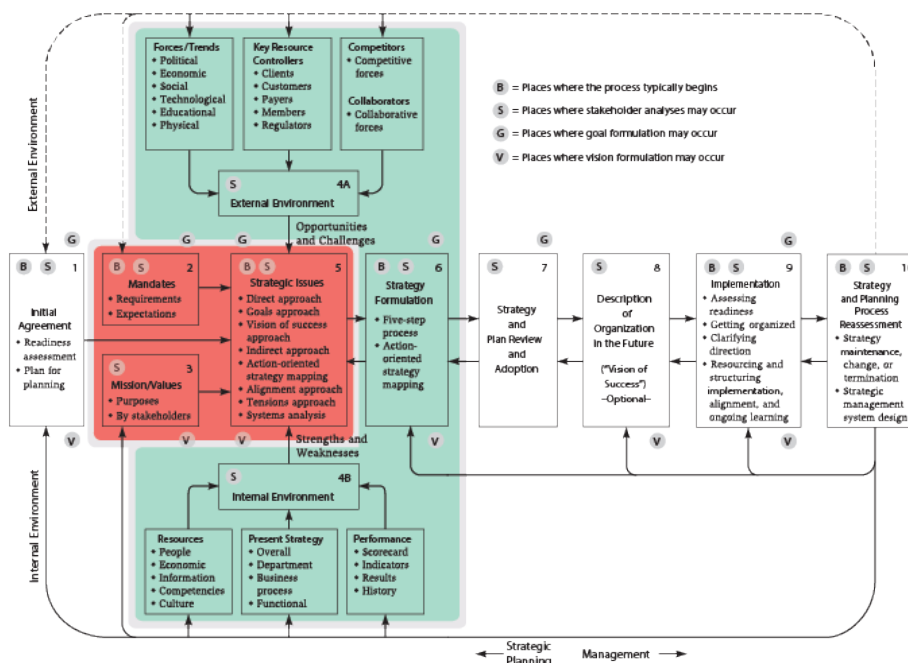 Forces/Trends
• Political
• Economic
• Social
• Technological
• Educational
• Physical
Key Resource
Controllers
• Clients
• Customers
• Payers
• Members
• Regulators
Competitors
• Competitive
forces
Collaborators
• Collaborative
forces
B = Places where the process typically begins
S = Places where stakeholder analyses may occur
G = Places where goal formulation may occur
V = Places where vision formulation may occur
External Environment
S 4A
External Environment
Opportunities
and Challenges
G
B S 1
Initial
Agreement
• Readiness
assessment
• Plan for
planning
V
G
B S 2
Mandates
• Requirements
• Expectations
3
Mission/Values
• Purposes
• By stakeholders
V
G
B S 5
Strategic Issues
• Direct approach
• Goals approach
• Vision of success
approach
• Indirect approach
• Action-oriented
strategy mapping
• Alignment approach
• Tensions approach
• Systems analysis
V
G
B S 6
Strategy
Formulation
• Five-step
process
• Action-
oriented
strategy
mapping
V
G
S 7
Strategy
and
Plan Review
and
Adoption
S 8
Description
of
Organization
in the Future
("Vision of
Success")
–Optional–
V
G
B S 9
Implementation
• Assessing
readiness
• Getting organized
• Clarifying
direction
• Resourcing and
structuring
implementation,
alignment, and
ongoing learning
V
B S 10
Strategy
and Planning
Process
Reassessment
• Strategy
maintenance,
change, or
termination
• Strategic
management
system design
Strengths and
Weaknesses
S 4B
Internal Environment
Internal Environment
Resources
• People
• Economic
• Information
• Competencies
• Culture
Present Strategy
• Overall
• Department
• Business
process
• Functional
Performance
• Scorecard
• Indicators
• Results
• History
Strategic
Planning
Management